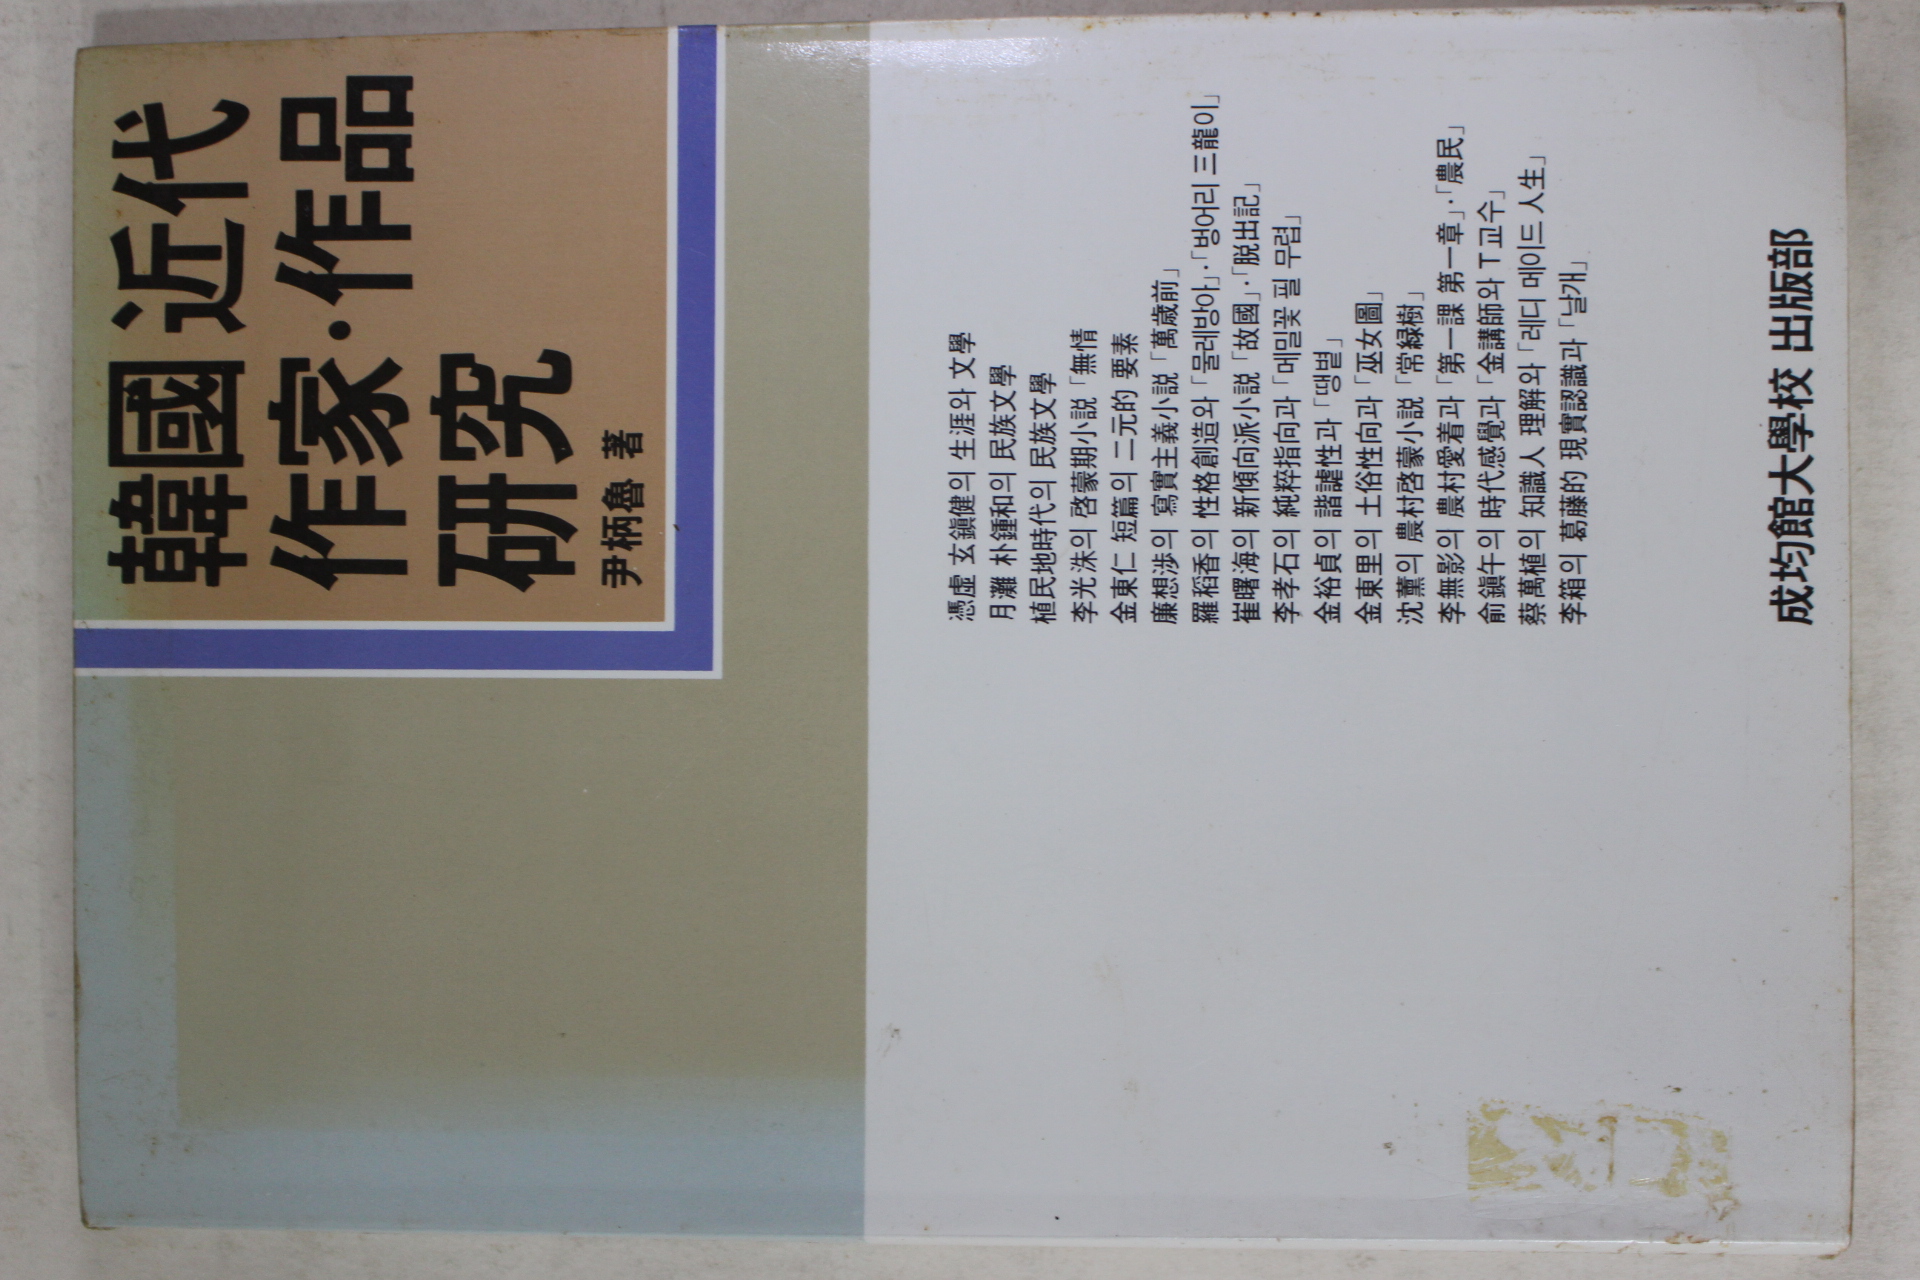 韓國 近代
作家·作品
研究
尹柄魯 著
憑虛 玄鎭健의 生涯와 文學
月灘 朴鍾和의 民族文學
植民地時代의 民族文學
李光洙의 啓蒙期小説「無情
金東仁 短篇의 二元的 要素
廉想渉의 寫實主義小説「萬歲前」
羅稻香의 性格創造와「물레방아」·「벙어리 三龍이」
崔曙海의 新傾向派小説「故國」·「脱出記」
李孝石의 純粹指向과「메밀꽃 필 무렵」
金裕貞의 諧謔性과「땡볕」
金東里의 土俗性向과「巫女圖」
沈薰의 農村啓蒙小説「常緑樹」
李無影의 農村愛着과「第一課 第一章」·「農民」
俞鎭午의 時代感覺과「金講師와 T교수」
蔡萬植의 知識人 理解와「레디 메이드 人生」
李箱의 葛藤的 現實認識과「날개」
成均館大學校 出版部